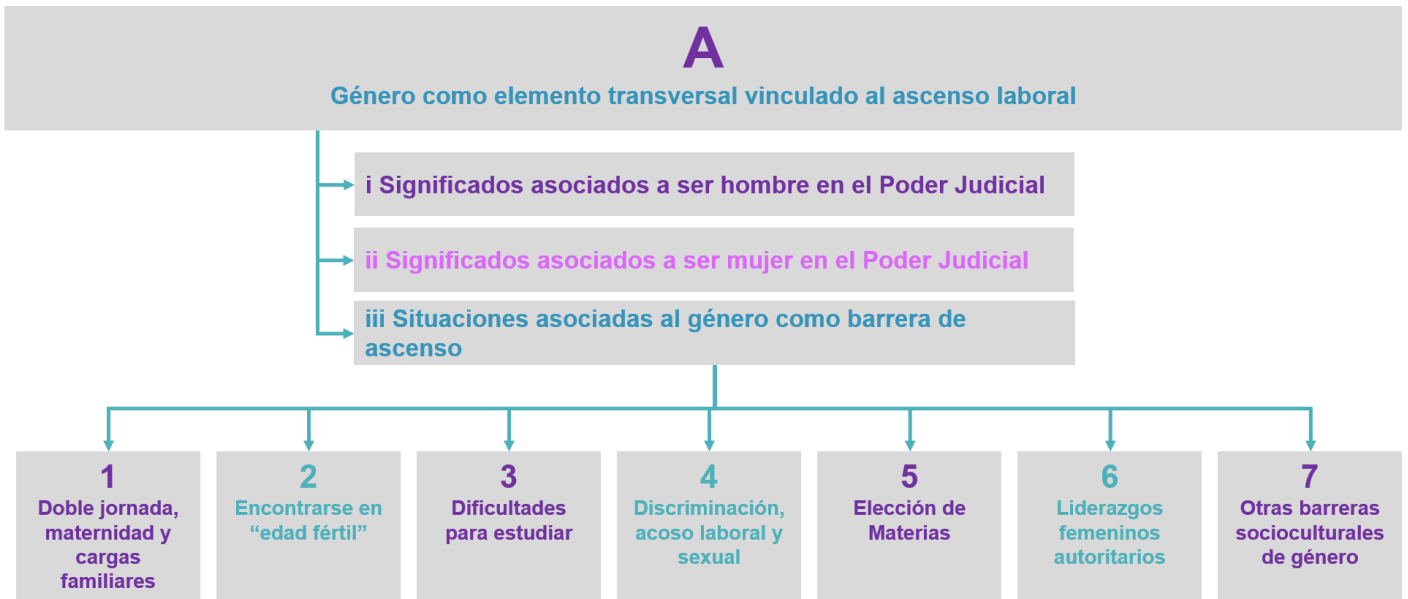 A
Género como elemento transversal vinculado al ascenso laboral
i Significados asociados a ser hombre en el Poder Judicial
ii Significados asociados a ser mujer en el Poder Judicial
iii Situaciones asociadas al género como barrera de
ascenso
1
Doble jornada,
maternidad y
cargas
familiares
2
Encontrarse en
“edad fértil”
3
Dificultades
para estudiar
4
Discriminación,
acoso laboral y
sexual
5
Elección de
Materias
6
Liderazgos
femeninos
autoritarios
7
Otras barreras
socioculturales
de género